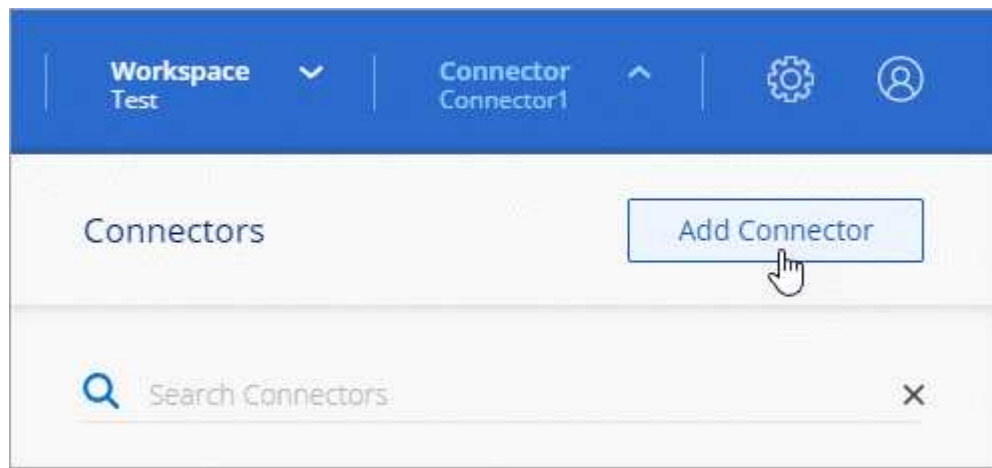 Workspace
Test
Connector
Connector1
Connectors
Add Connector
Search Connectors